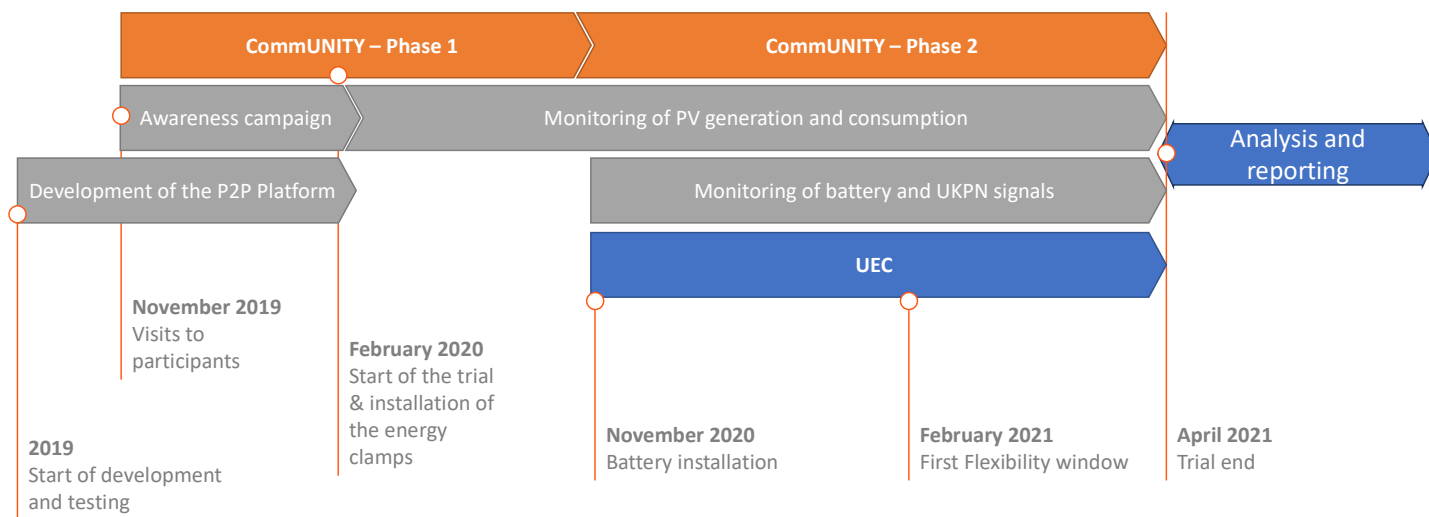 CommUNITY – Phase 1
CommUNITY – Phase 2
Awareness campaign
Monitoring of PV generation and consumption
Analysis and
reporting
Development of the P2P Platform
Monitoring of battery and UKPN signals
UEC
November 2019
Visits to
participants
February 2020
Start of the trial
& installation of
the energy
clamps
2019
Start of development
and testing
November 2020
Battery installation
February 2021
First Flexibility window
April 2021
Trial end